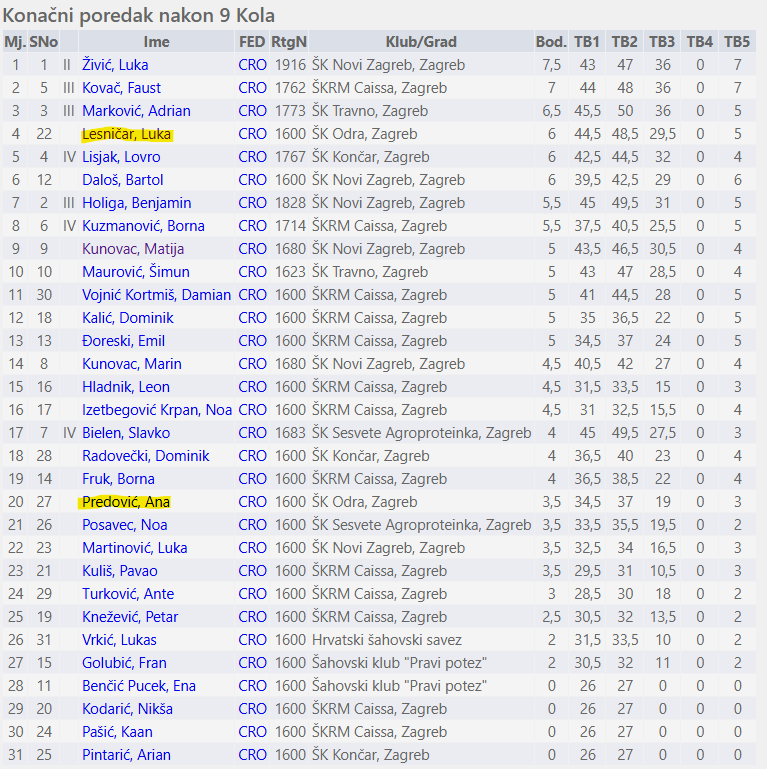 Konačni poredak nakon 9 Kola
Mj. SNo Ime FED RtgN Klub/Grad Bod. TB1 TB2 TB3 TB4 TB5
1 1 II Živić, Luka CRO 1916 ŠK Novi Zagreb, Zagreb 7,5 43 47 36 0 7
2 5 III Kovač, Faust CRO 1762 ŠKRM Caissa, Zagreb 7 44 48 36 0 7
3 3 III Marković, Adrian CRO 1773 ŠK Travno, Zagreb 6,5 45,5 50 36 0 5
4 22 Lesničar, Luka CRO 1600 ŠK Odra, Zagreb 6 44,5 48,5 29,5 0 5
5 4 IV Lisjak, Lovro CRO 1767 ŠK Končar, Zagreb 6 42,5 44,5 32 0 4
6 12 Daloš, Bartol CRO 1600 ŠK Novi Zagreb, Zagreb 6 39,5 42,5 29 0 6
7 2 III Holiga, Benjamin CRO 1828 ŠK Novi Zagreb, Zagreb 5,5 45 49,5 31 0 5
8 6 IV Kuzmanović, Borna CRO 1714 ŠKRM Caissa, Zagreb 5,5 37,5 40,5 25,5 0 5
9 9 Kunovac, Matija CRO 1680 ŠK Novi Zagreb, Zagreb 5 43,5 46,5 30,5 0 4
10 10 Maurović, Šimun CRO 1623 ŠK Travno, Zagreb 5 43 47 28,5 0 4
11 30 Vojnić Kortmiš, Damian CRO 1600 ŠKRM Caissa, Zagreb 5 41 44,5 28 0 5
12 18 Kalić, Dominik CRO 1600 ŠKRM Caissa, Zagreb 5 35 36,5 22 0 5
13 13 Đoreski, Emil CRO 1600 ŠKRM Caissa, Zagreb 5 34,5 37 24 0 5
14 8 Kunovac, Marin CRO 1680 ŠK Novi Zagreb, Zagreb 4,5 40,5 42 27 0 4
15 16 Hladnik, Leon CRO 1600 ŠKRM Caissa, Zagreb 4,5 31,5 33,5 15 0 3
16 17 Izetbegović Krpan, Noa CRO 1600 ŠKRM Caissa, Zagreb 4,5 31 32,5 15,5 0 4
17 7 IV Bielen, Slavko CRO 1683 ŠK Sesvete Agroproteinka, Zagreb 4 45 49,5 27,5 0 3
18 28 Radovečki, Dominik CRO 1600 ŠK Končar, Zagreb 4 36,5 40 23 0 4
19 14 Fruk, Borna CRO 1600 ŠKRM Caissa, Zagreb 4 36,5 38,5 22 0 4
20 27 Predović, Ana CRO 1600 ŠK Odra, Zagreb 3,5 34,5 37 19 0 3
21 26 Posavec, Noa CRO 1600 ŠK Sesvete Agroproteinka, Zagreb 3,5 33,5 35,5 19,5 0 2
22 23 Martinović, Luka CRO 1600 ŠK Novi Zagreb, Zagreb 3,5 32,5 34 16,5 0 3
23 21 Kuliš, Pavao CRO 1600 ŠKRM Caissa, Zagreb 3,5 29,5 31 10,5 0 3
24 29 Turković, Ante CRO 1600 ŠKRM Caissa, Zagreb 3 28,5 30 18 0 2
25 19 Knežević, Petar CRO 1600 ŠKRM Caissa, Zagreb 2,5 30,5 32 13,5 0 2
26 31 Vrkić, Lukas CRO 1600 Hrvatski šahovski savez 2 31,5 33,5 10 0 2
27 15 Golubić, Fran CRO 1600 Šahovski klub "Pravi potez" 2 30,5 32 11 0 2
28 11 Benčić Pucek, Ena CRO 1600 Šahovski klub "Pravi potez" 0 26 27 0 0 0
29 20 Kodarić, Nikša CRO 1600 ŠKRM Caissa, Zagreb 0 26 27 0 0 0
30 24 Pašić, Kaan CRO 1600 ŠKRM Caissa, Zagreb 0 26 27 0 0 0
31 25 Pintarić, Arian CRO 1600 ŠK Končar, Zagreb 0 26 27 0 0 0